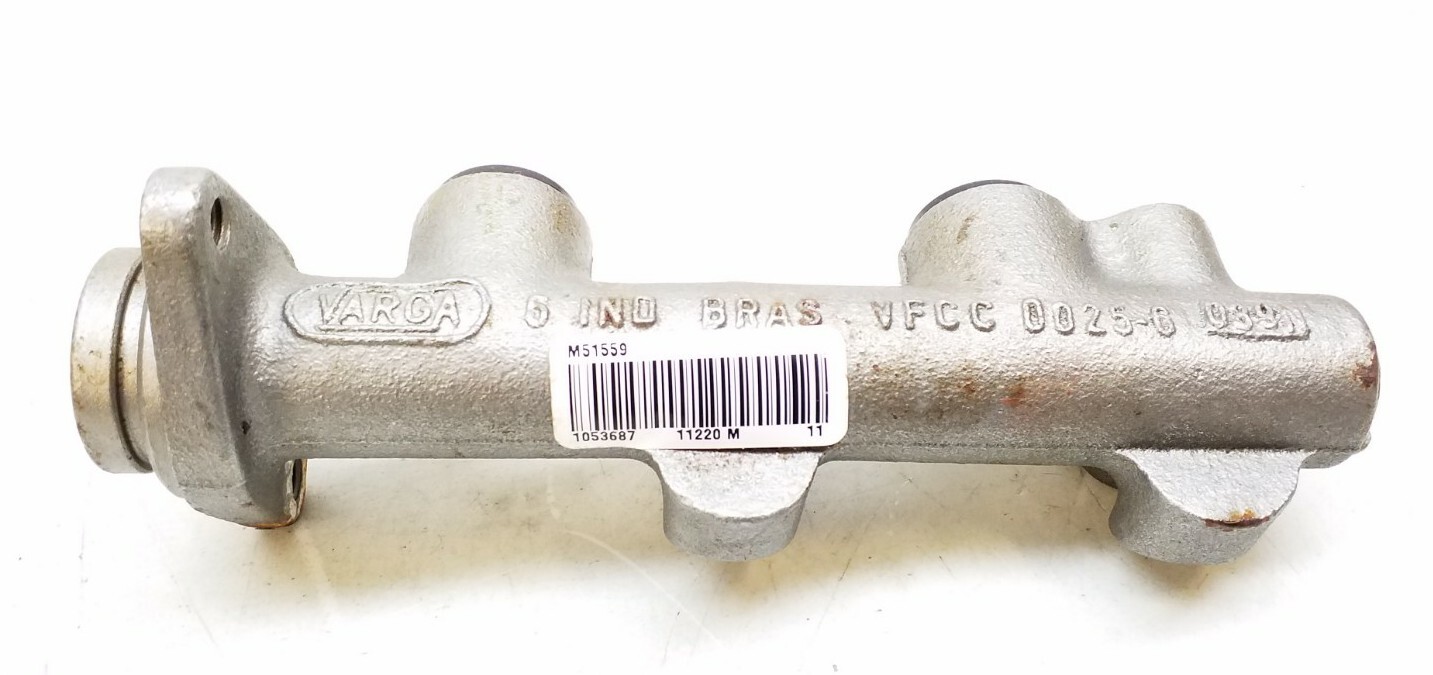 VARGA 6 IND BRAS VFCC 0025-6
M51559
1053687 11220 M 11